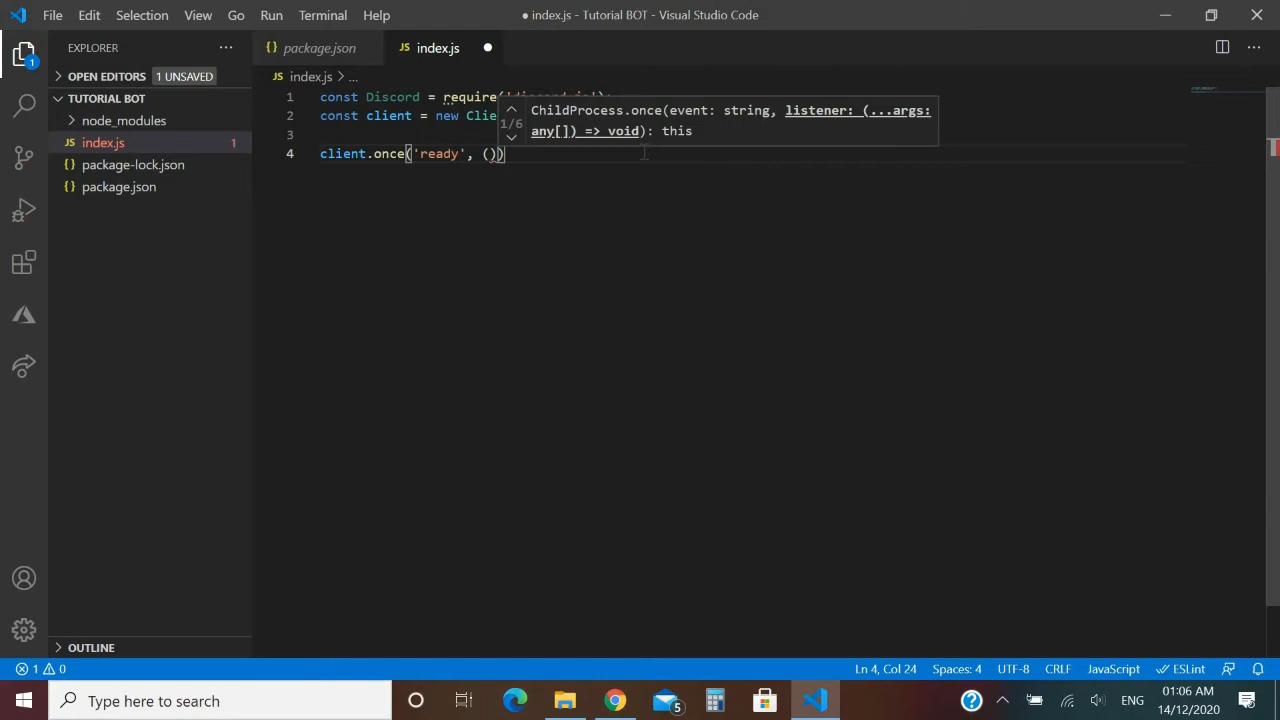 File Edit Selection View Go Run Terminal Help
● index.js - Tutorial BOT - Visual Studio Code
EXPLORER
package.json
index.js
OPEN EDITORS 1 UNSAVED
index.js > ...
TUTORIAL BOT
node_modules
index.js 1
package-lock.json
package.json
1 const Discord = require(
2 const client = new Clie
3
4 client.once('ready', ())
1/6
ChildProcess.once(event: string, listener: (...args:
any[]) => void): this
1
OUTLINE
1 0
Ln 4, Col 24 Spaces: 4 UTF-8 CRLF JavaScript ESLint
Type here to search
5
ENG
01:06 AM
14/12/2020